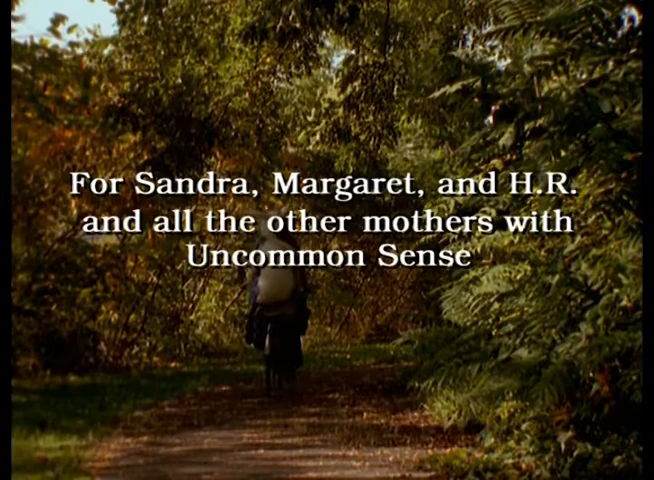 For Sandra, Margaret, and H.R.
and all the other mothers with
Uncommon Sense